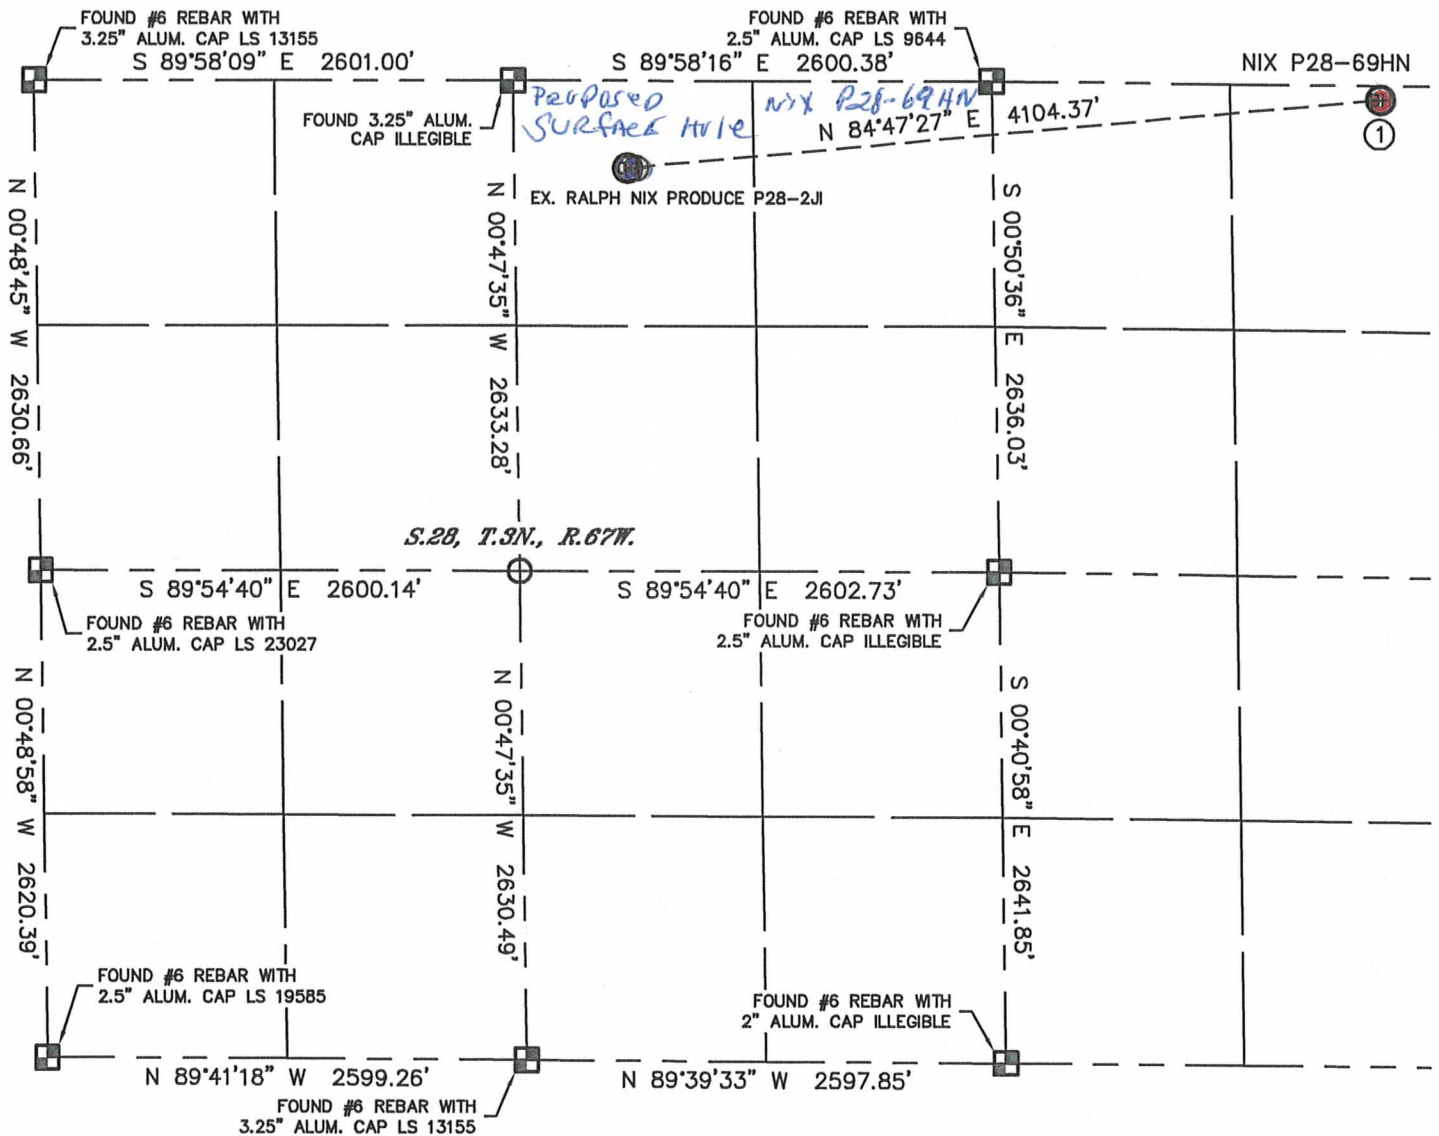 FOUND #6 REBAR WITH
3.25" ALUM. CAP LS 13155
S 89°58'09" E 2601.00'
FOUND #6 REBAR WITH
2.5" ALUM. CAP LS 9644
S 89°58'16" E 2600.38'
NIX P28-69HN
FOUND 3.25" ALUM.
CAP ILLEGIBLE
Proposed
SURFACE Hole
Nix P28-69HN
N 84°47'27" E 4104.37'
1
EX. RALPH NIX PRODUCE P28-2JI
N 00°48'45" W 2630.66'
N 00°47'35" W 2633.28'
S 00°50'36" E 2636.03'
S.28, T.3N., R.67W.
S 89°54'40" E 2600.14'
S 89°54'40" E 2602.73'
FOUND #6 REBAR WITH
2.5" ALUM. CAP LS 23027
FOUND #6 REBAR WITH
2.5" ALUM. CAP ILLEGIBLE
N 00°48'58" W 2620.39'
N 00°47'35" W 2630.49'
S 00°40'58" E 2641.85'
FOUND #6 REBAR WITH
2.5" ALUM. CAP LS 19585
FOUND #6 REBAR WITH
2" ALUM. CAP ILLEGIBLE
N 89°41'18" W 2599.26'
N 89°39'33" W 2597.85'
FOUND #6 REBAR WITH
3.25" ALUM. CAP LS 13155